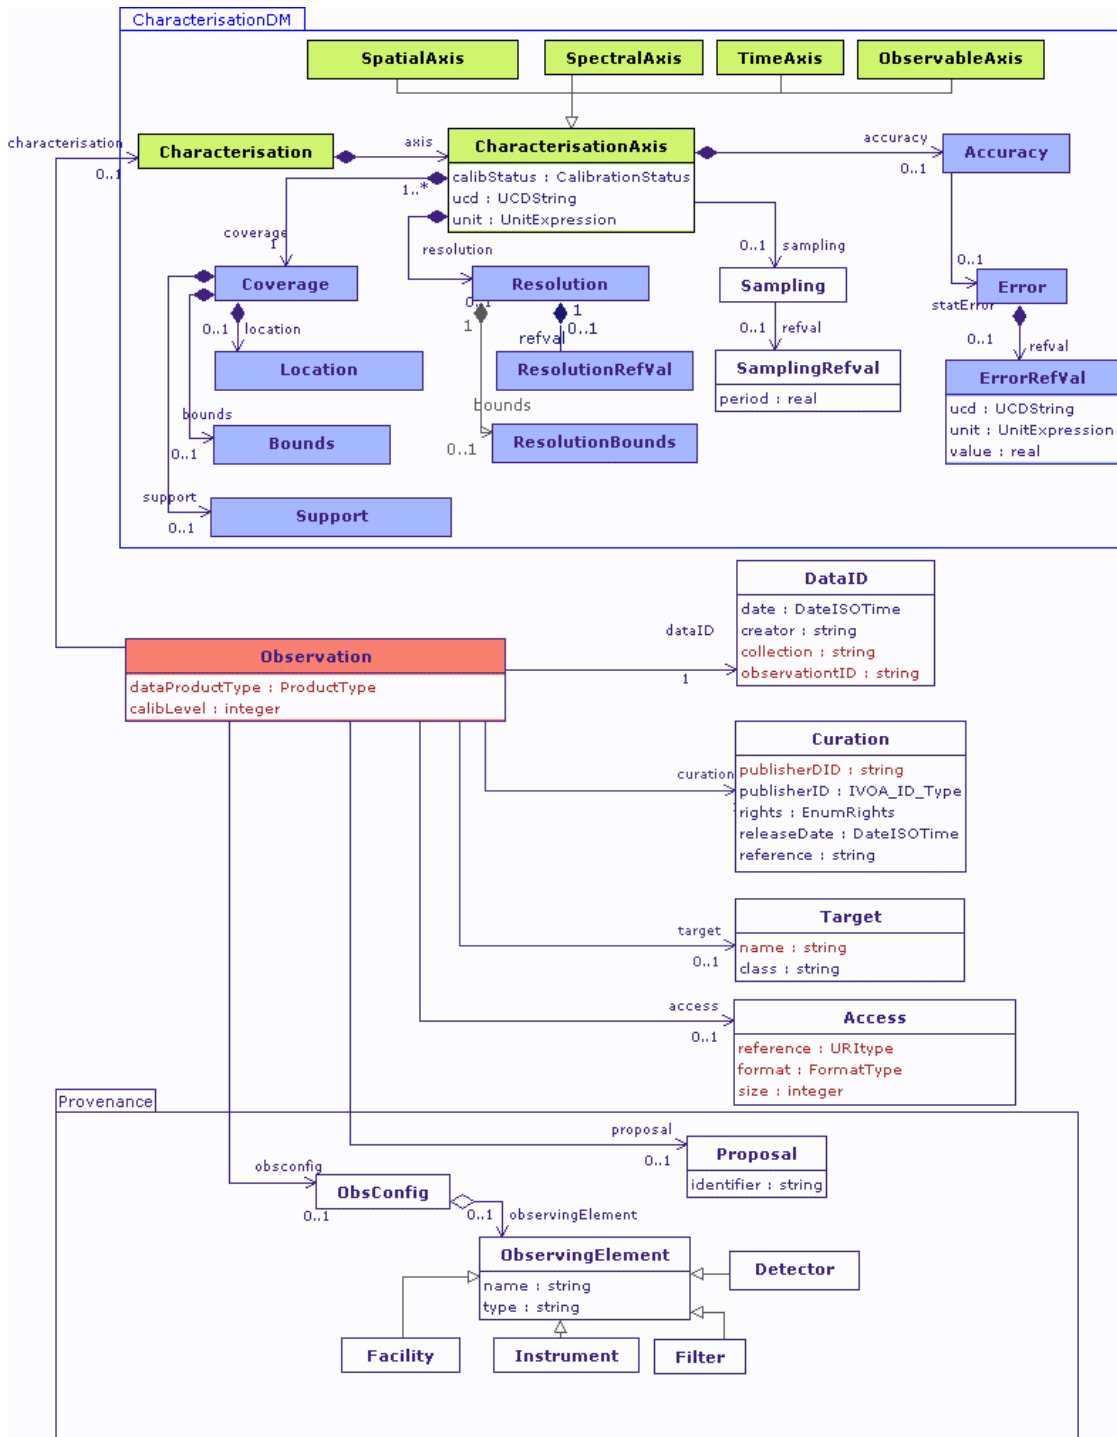 CharacterisationDM
SpatialAxis
SpectralAxis
TimeAxis
ObservableAxis
characterisation
0..1
Characterisation
axis
1..*
CharacterisationAxis
calibStatus : CalibrationStatus
ucd : UCDString
unit : UnitExpression
accuracy
0..1
Accuracy
coverage
1
resolution
0..1
0..1
sampling
0..1
statError
Coverage
Resolution
Sampling
Error
0..1
location
1
1
0..1
refval
0..1
refval
0..1
refval
Location
ResolutionRefVal
SamplingRefval
period : real
ErrorRefVal
ucd : UCDString
unit : UnitExpression
value : real
bounds
0..1
Bounds
bounds
0..1
ResolutionBounds
support
0..1
Support
DataID
date : DateISOTime
creator : string
collection : string
observationtID : string
dataID
1
Observation
dataProductType : ProductType
calibLevel : integer
Curation
publisherDID : string
publisherID : IVOA_ID_Type
rights : EnumRights
releaseDate : DateISOTime
reference : string
curation
target
0..1
Target
name : string
class : string
access
0..1
Access
reference : URItype
format : FormatType
size : integer
Provenance
proposal
0..1
Proposal
identifier : string
obsconfig
0..1
ObsConfig
0..1
observingElement
ObservingElement
name : string
type : string
Detector
Facility
Instrument
Filter